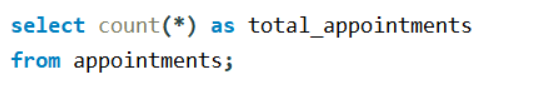 select count(*) as total_appointments
from appointments;